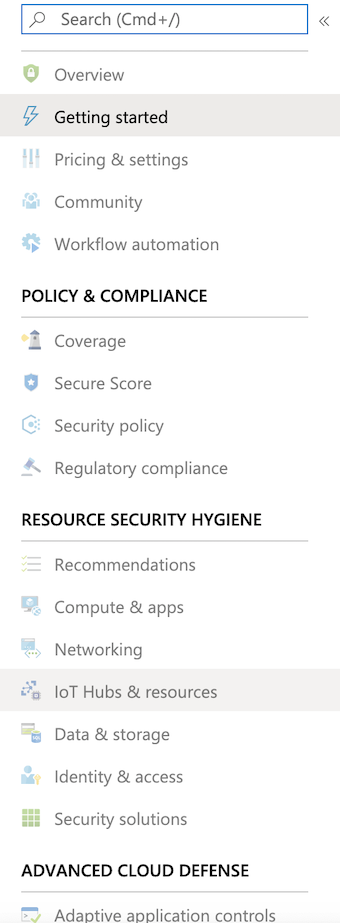 Search (Cmd+/)
Overview
Getting started
Pricing & settings
Community
Workflow automation
POLICY & COMPLIANCE
Coverage
Secure Score
Security policy
Regulatory compliance
RESOURCE SECURITY HYGIENE
Recommendations
Compute & apps
Networking
IoT Hubs & resources
Data & storage
Identity & access
Security solutions
ADVANCED CLOUD DEFENSE
Adaptive application controls